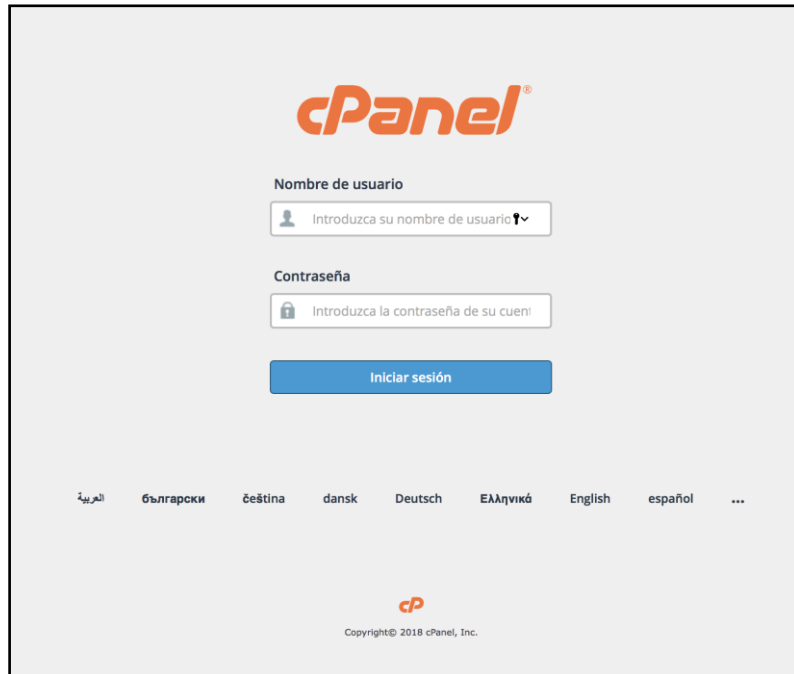 cPanel®
Nombre de usuario
Introduzca su nombre de usuario
Contraseña
Introduzca la contraseña de su cuent
Iniciar sesión
العربية български čeština dansk Deutsch Ελληνικά English español ...
cP
Copyright© 2018 cPanel, Inc.